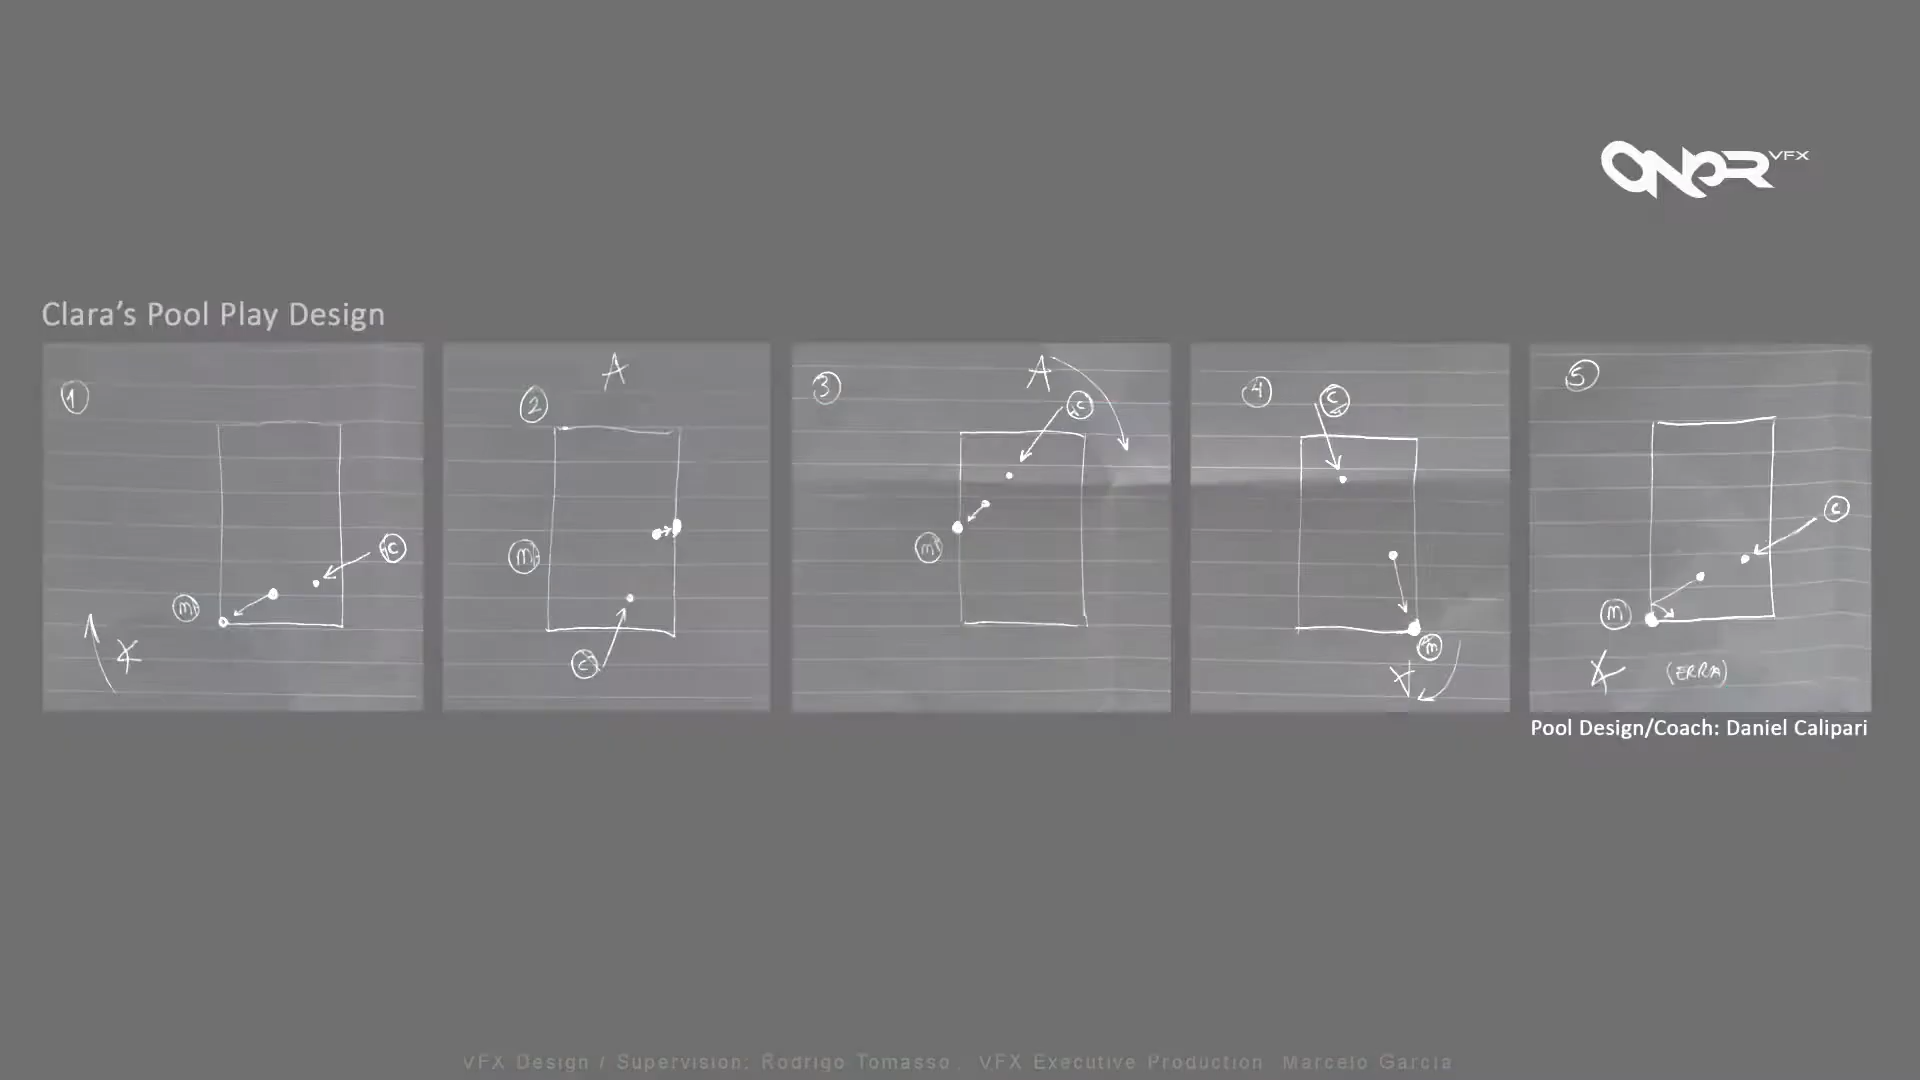 ONOR VFX
Clara's Pool Play Design
1
C
m
A
A
2
m
C
A
3
C
m
4
C
m
A
5
C
m
A
(ERRA)
Pool Design/Coach: Daniel Calipari
VFX Design / Supervision: Rodrigo Tomasso, VFX Executive Production Marcelo Garcia